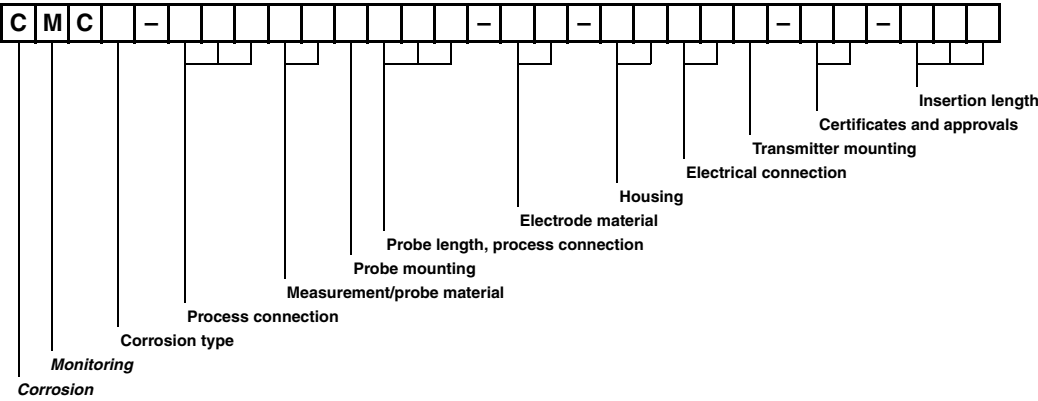 C M C – – – – –
Insertion length
Certificates and approvals
Transmitter mounting
Electrical connection
Housing
Electrode material
Probe length, process connection
Probe mounting
Measurement/probe material
Process connection
Corrosion type
Monitoring
Corrosion